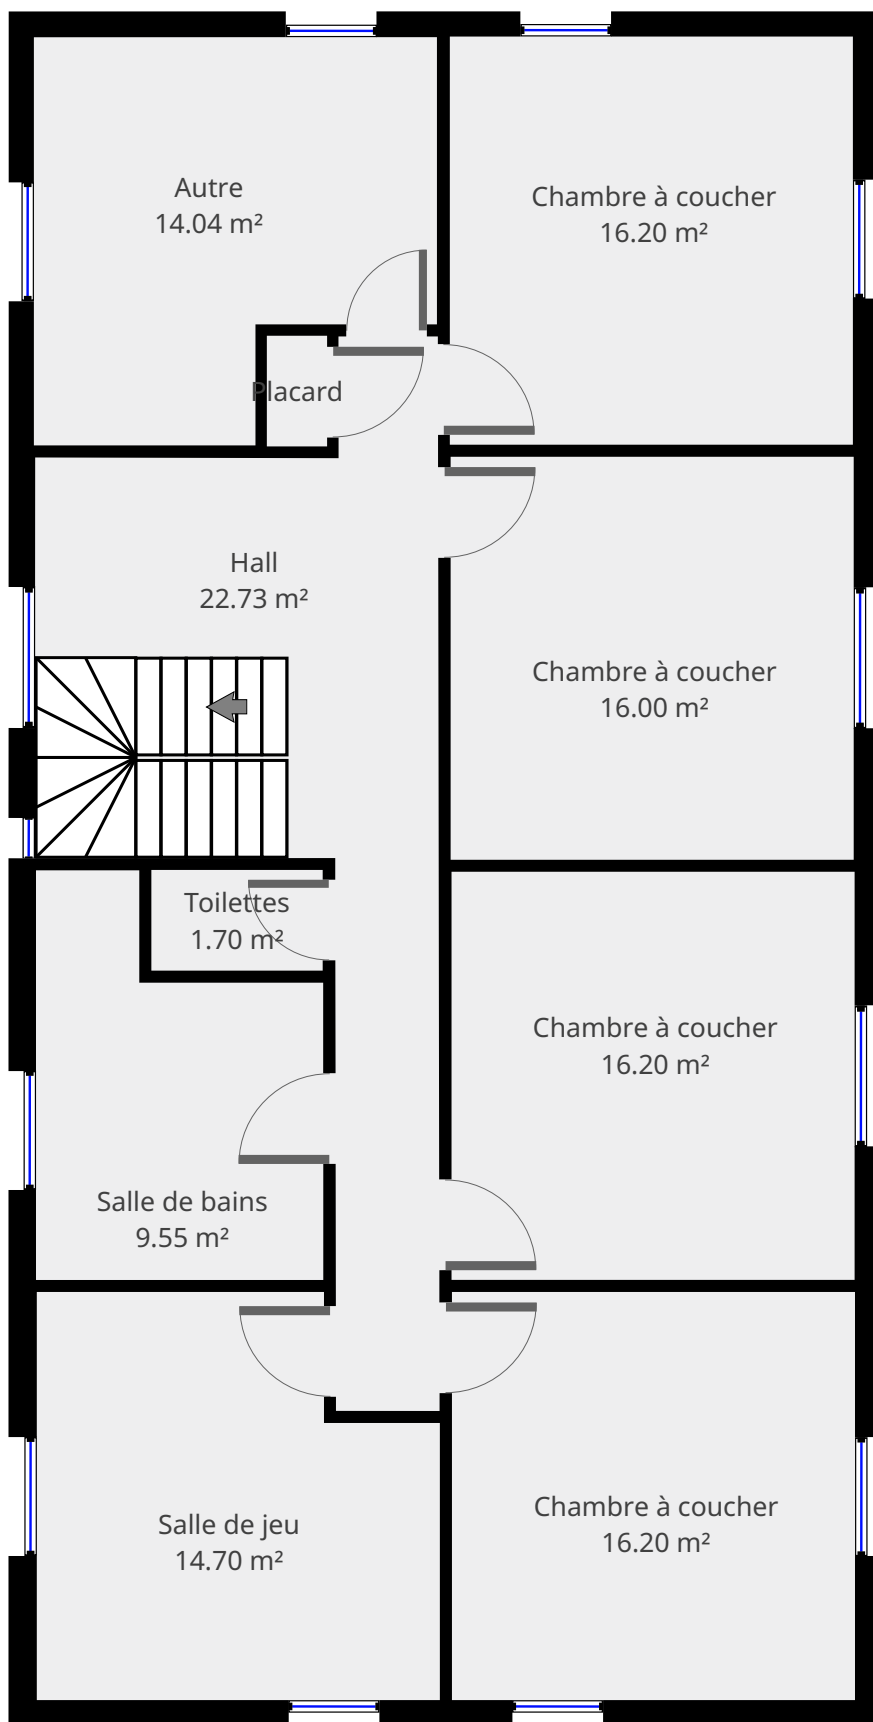 Autre
14.04 m²
Chambre à coucher
16.20 m²
Placard
Hall
22.73 m²
Chambre à coucher
16.00 m²
Toilettes
1.70 m²
Chambre à coucher
16.20 m²
Salle de bains
9.55 m²
Chambre à coucher
16.20 m²
Salle de jeu
14.70 m²